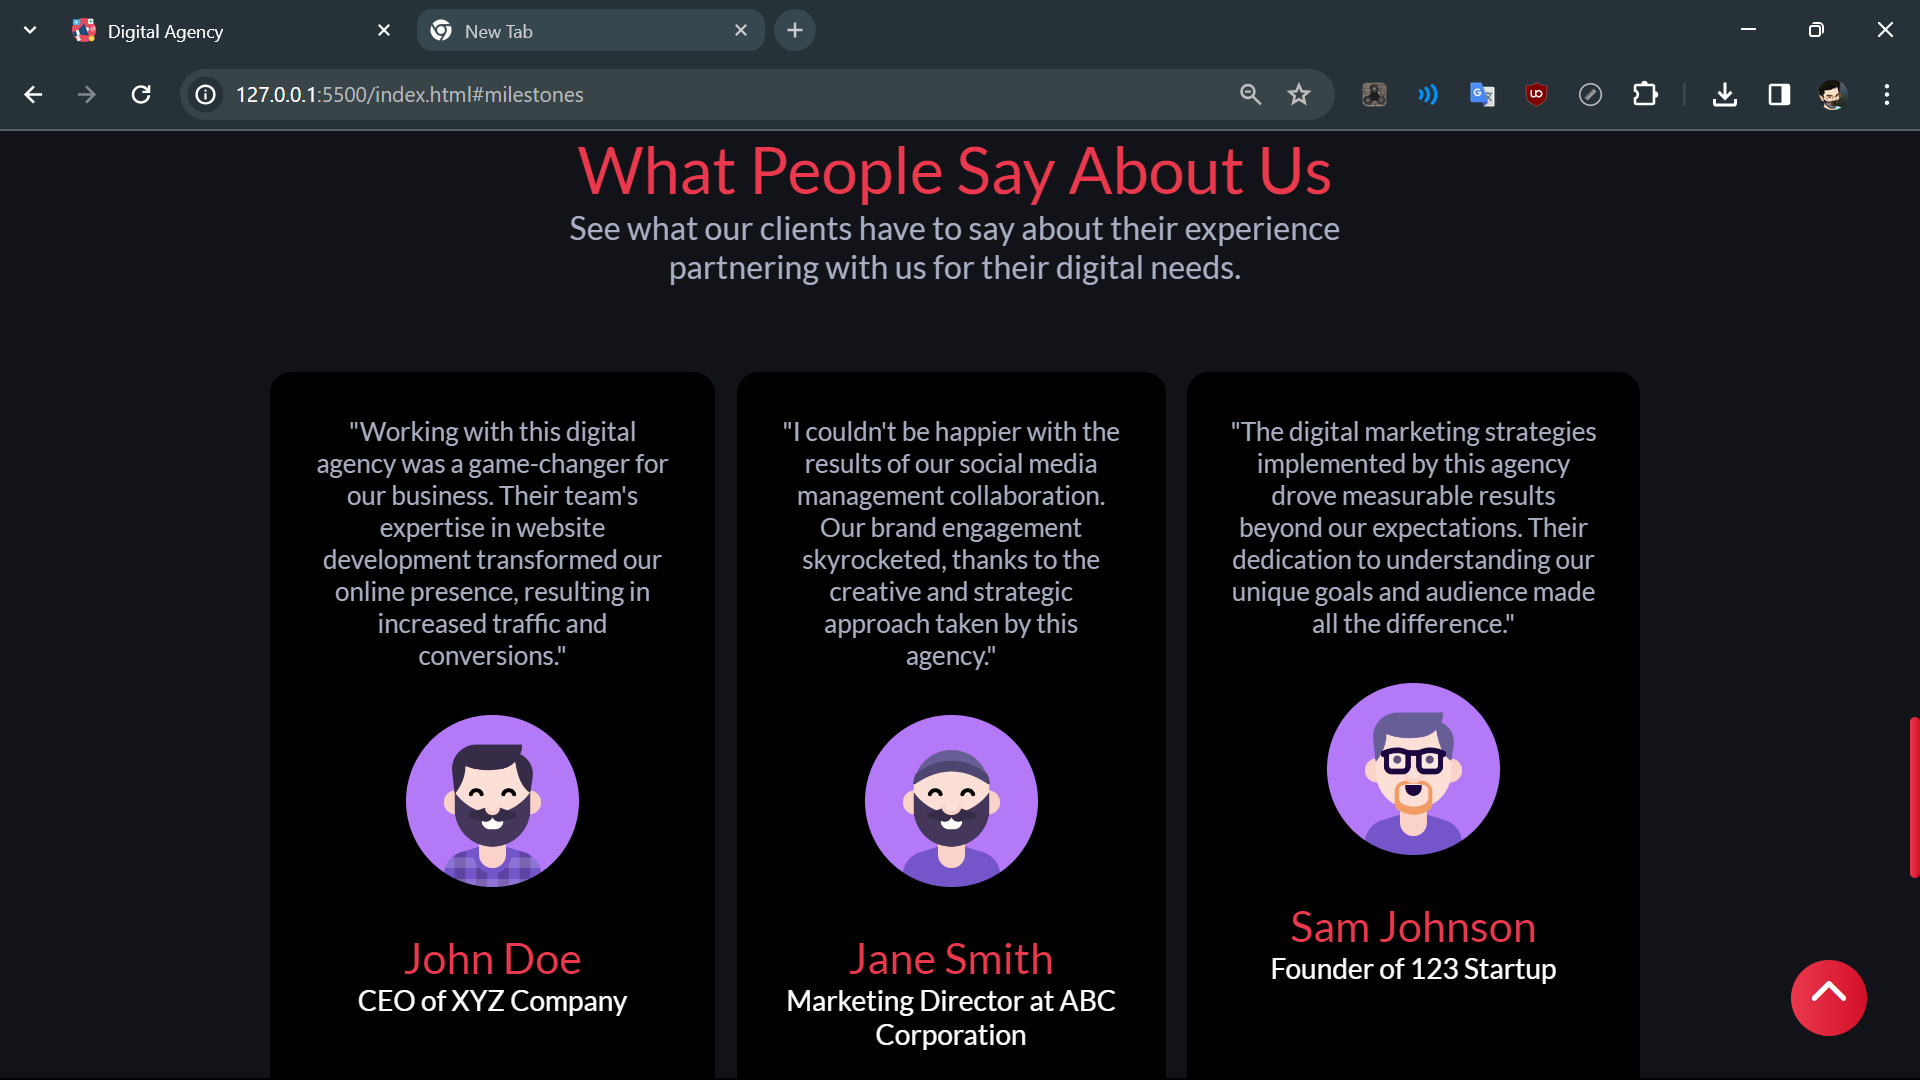 Digital Agency
New Tab
127.0.0.1:5500/index.html#milestones
What People Say About Us
See what our clients have to say about their experience
partnering with us for their digital needs.
"Working with this digital
agency was a game-changer for
our business. Their team's
expertise in website
development transformed our
online presence, resulting in
increased traffic and
conversions."
John Doe
CEO of XYZ Company
"I couldn't be happier with the
results of our social media
management collaboration.
Our brand engagement
skyrocketed, thanks to the
creative and strategic
approach taken by this
agency."
Jane Smith
Marketing Director at ABC
Corporation
"The digital marketing strategies
implemented by this agency
drove measurable results
beyond our expectations. Their
dedication to understanding our
unique goals and audience made
all the difference."
Sam Johnson
Founder of 123 Startup